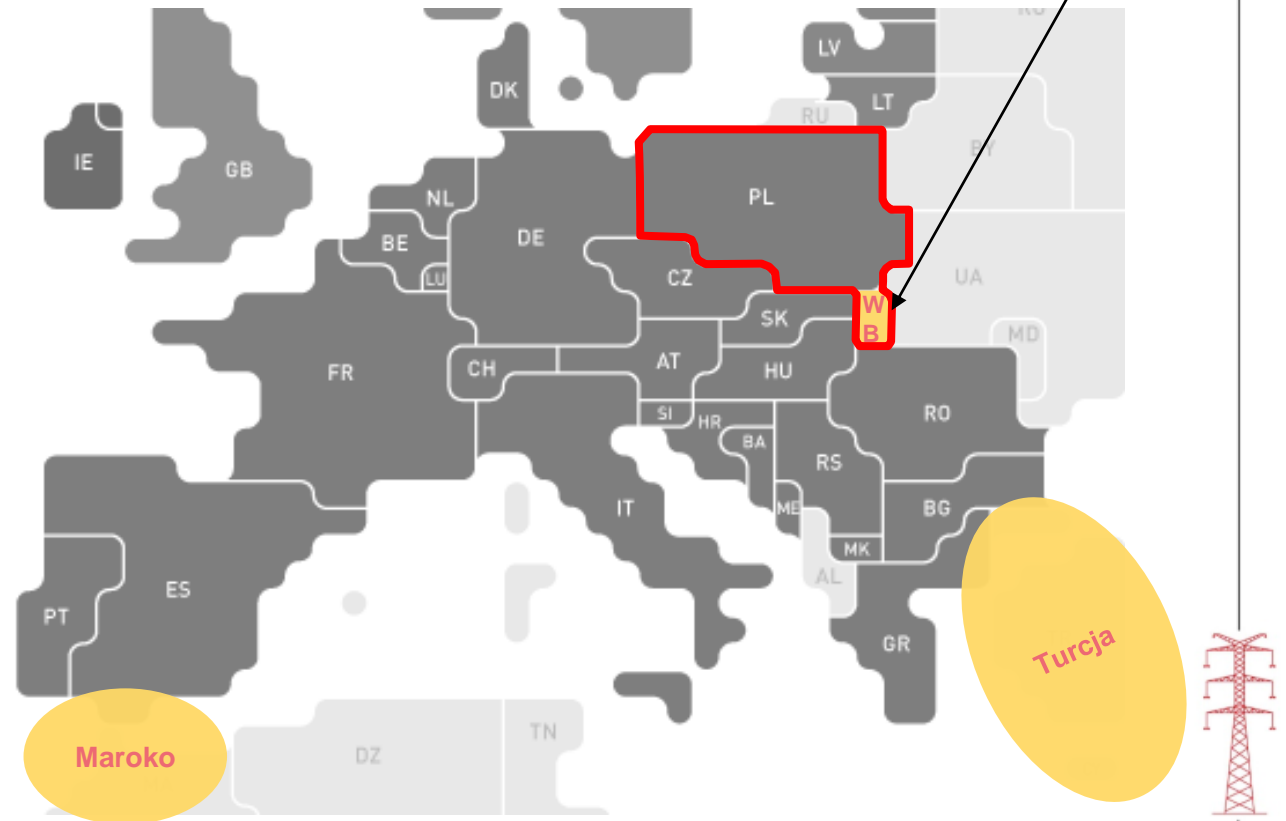 RU
LV
DK
LT
RU
BY
IE
GB
PL
NL
DE
BE
UA
CZ
LU
W
B
SK
MD
AT
CH
FR
HU
SI
HR
RO
BA
RS
IT
ME
BG
MK
AL
ES
PT
GR
Turcja
TN
DZ
Maroko